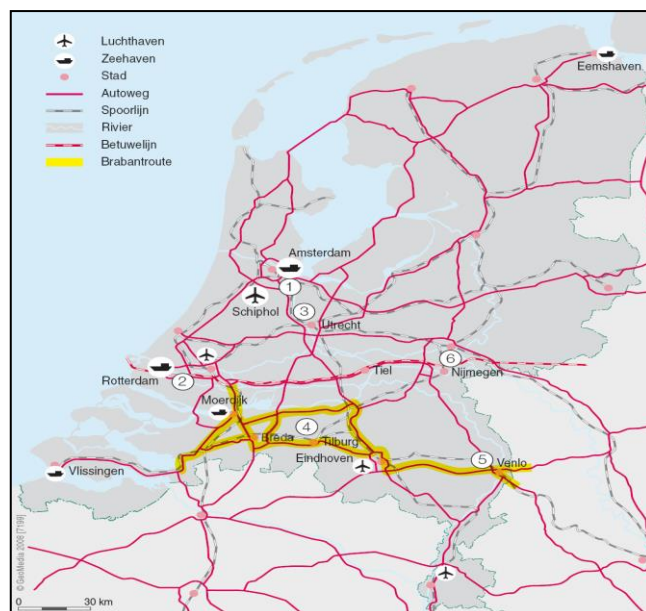 Luchthaven
Zeehaven
Stad
Autoweg
Spoorlijn
Rivier
Betuwelijn
Brabantroute
Eemshaven
Amsterdam
1
Schiphol
3
Utrecht
6
Rotterdam
2
Tiel
Nijmegen
Moerdijk
4
Breda
Tilburg
Eindhoven
5
Venlo
Vlissingen
© GeoMedia 2008 [7199]
0
30 km